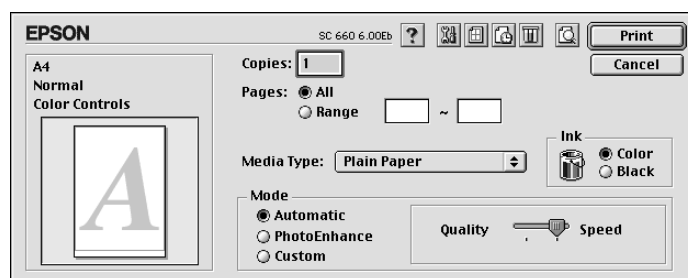 EPSON
SC 660 6.00Eb
?
Print
Cancel
A4
Normal
Color Controls
A
Copies: 1
Pages: All
Range ~
Media Type: Plain Paper
Ink
Color
Black
Mode
Automatic
PhotoEnhance
Custom
Quality Speed